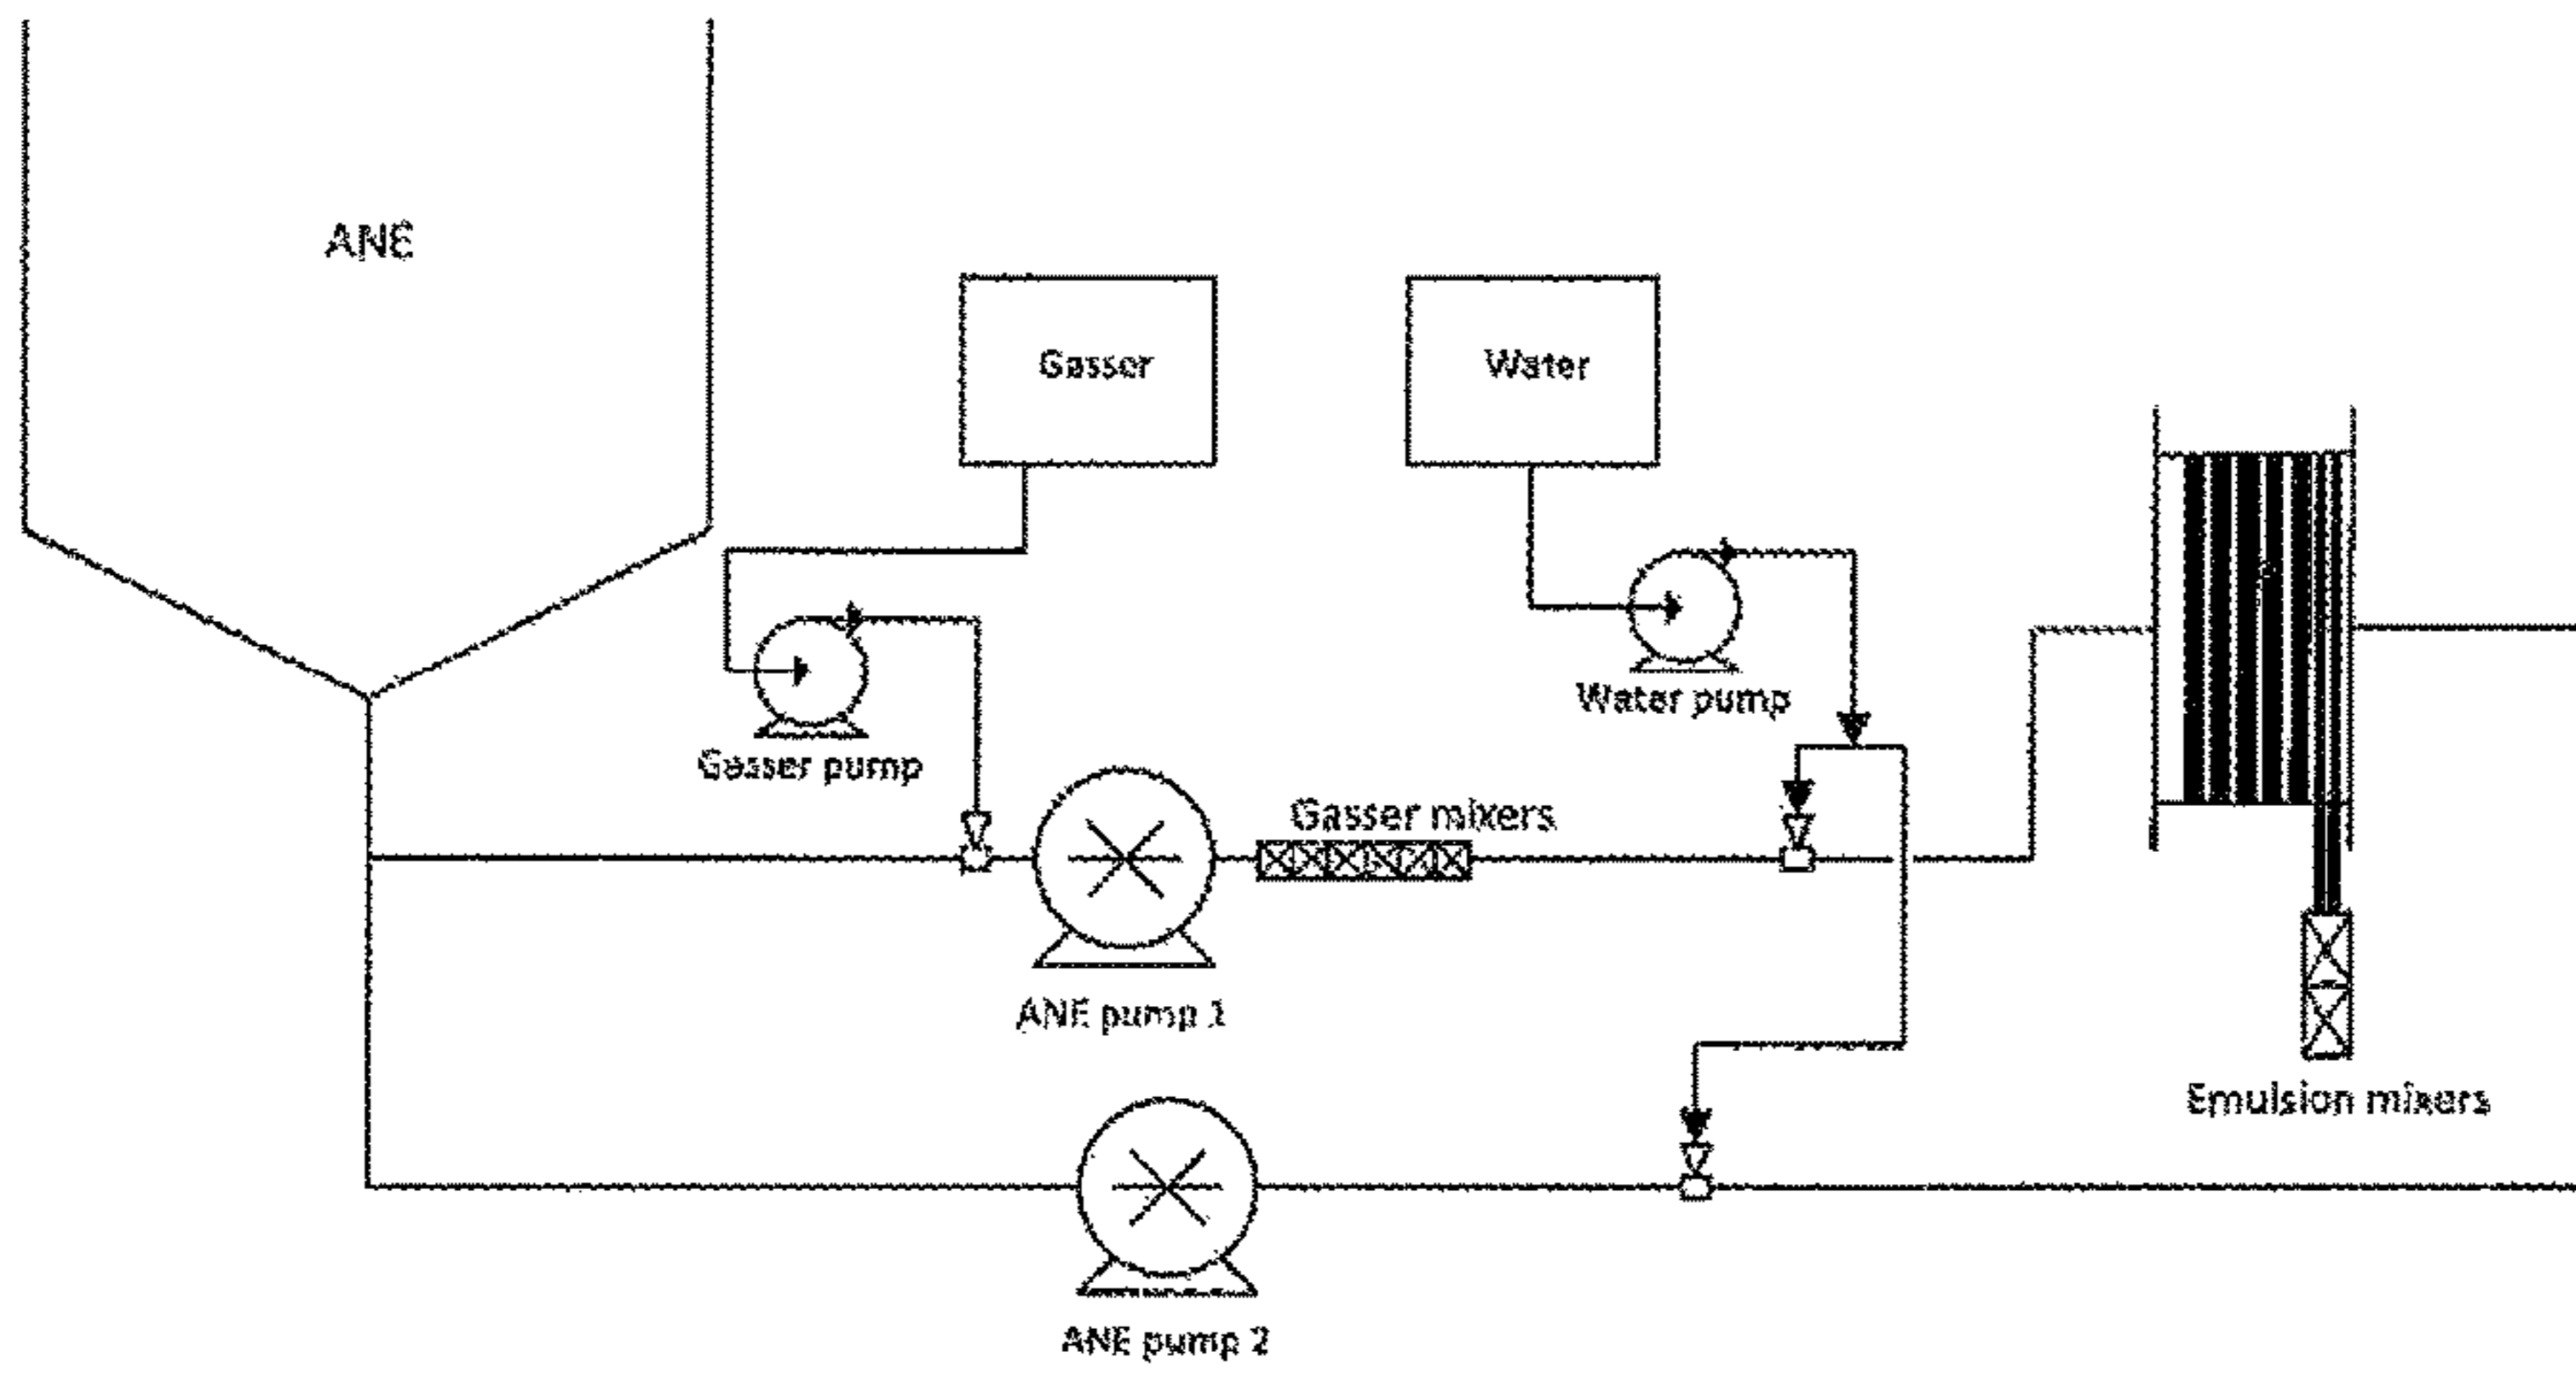 ANE
Gasser
Water
Water pump
Gasser pump
Gasser mixers
ANE pump 1
Emulsion mixers
ANE pump 2